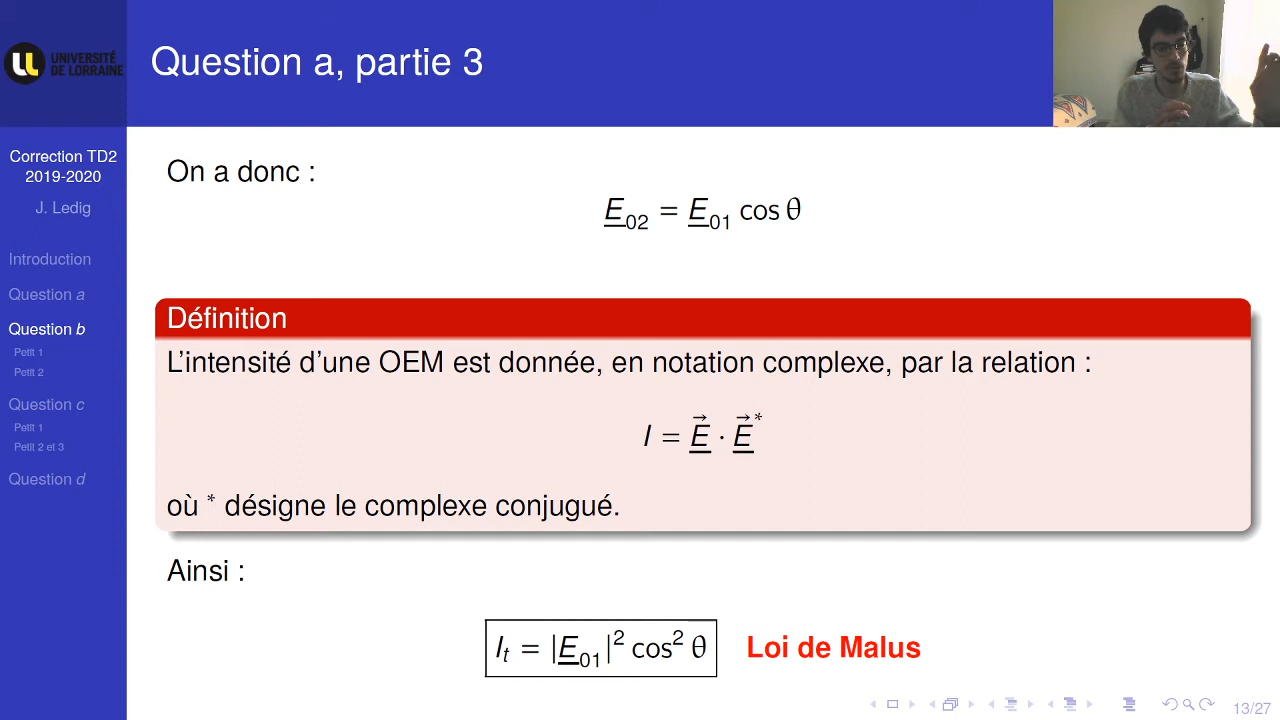 UNIVERSITÉ
DE LORRAINE
Question a, partie 3
Correction TD2
2019-2020
J. Ledig
Introduction
Question a
Question b
Petit 1
Petit 2
Question c
Petit 1
Petit 2 et 3
Question d
On a donc :
E₀₂ = E₀₁ cos θ
Définition
L'intensité d'une OEM est donnée, en notation complexe, par la relation :
I = E⃗ · E⃗*
où * désigne le complexe conjugué.
Ainsi :
Iₜ = |E₀₁|² cos² θ Loi de Malus
13/27